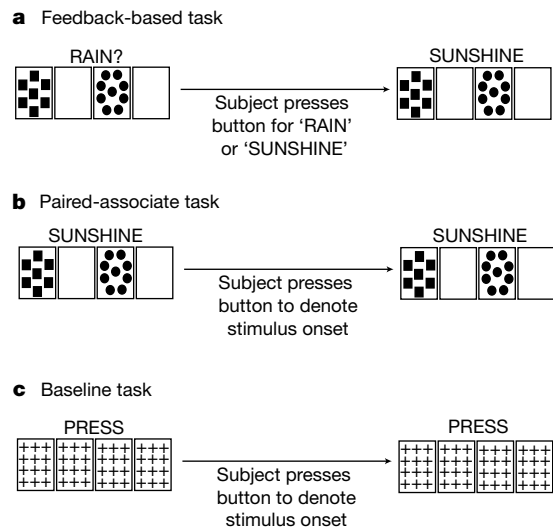 a Feedback-based task
RAIN?
SUNSHINE
Subject presses
button for ‘RAIN’
or ‘SUNSHINE’
b Paired-associate task
SUNSHINE
SUNSHINE
Subject presses
button to denote
stimulus onset
c Baseline task
PRESS
PRESS
+++ +++ +++ +++
+++ +++ +++ +++
+++ +++ +++ +++
+++ +++ +++ +++
+++ +++ +++ +++
+++ +++ +++ +++
+++ +++ +++ +++
+++ +++ +++ +++
Subject presses
button to denote
stimulus onset